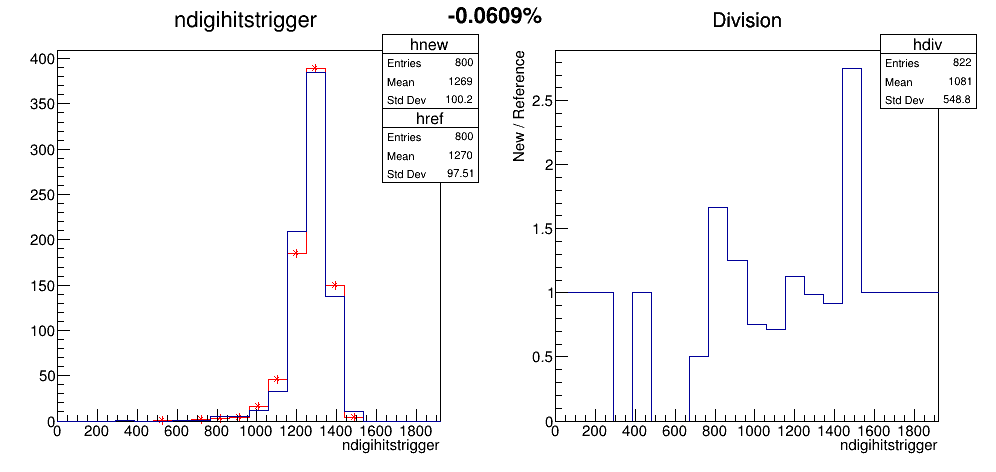 -0.0609%
ndigihitstrigger
hnew
Entries 800
Mean 1269
Std Dev 100.2
href
Entries 800
Mean 1270
Std Dev 97.51
400
350
300
250
200
150
100
50
0
0 200 400 600 800 1000 1200 1400 1600 1800
ndigihitstrigger
Division
hdiv
Entries 822
Mean 1081
Std Dev 548.8
New / Reference
2.5
2
1.5
1
0.5
0
0 200 400 600 800 1000 1200 1400 1600 1800
ndigihitstrigger